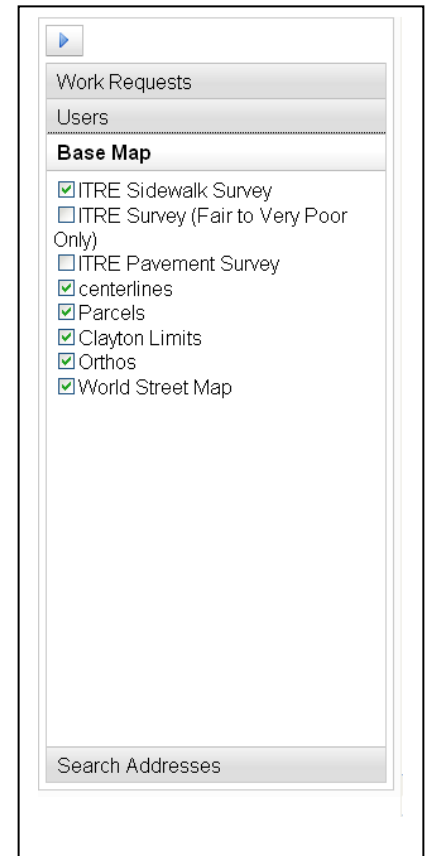 Work Requests
Users
Base Map
ITRE Sidewalk Survey
ITRE Survey (Fair to Very Poor
Only)
ITRE Pavement Survey
centerlines
Parcels
Clayton Limits
Orthos
World Street Map
Search Addresses